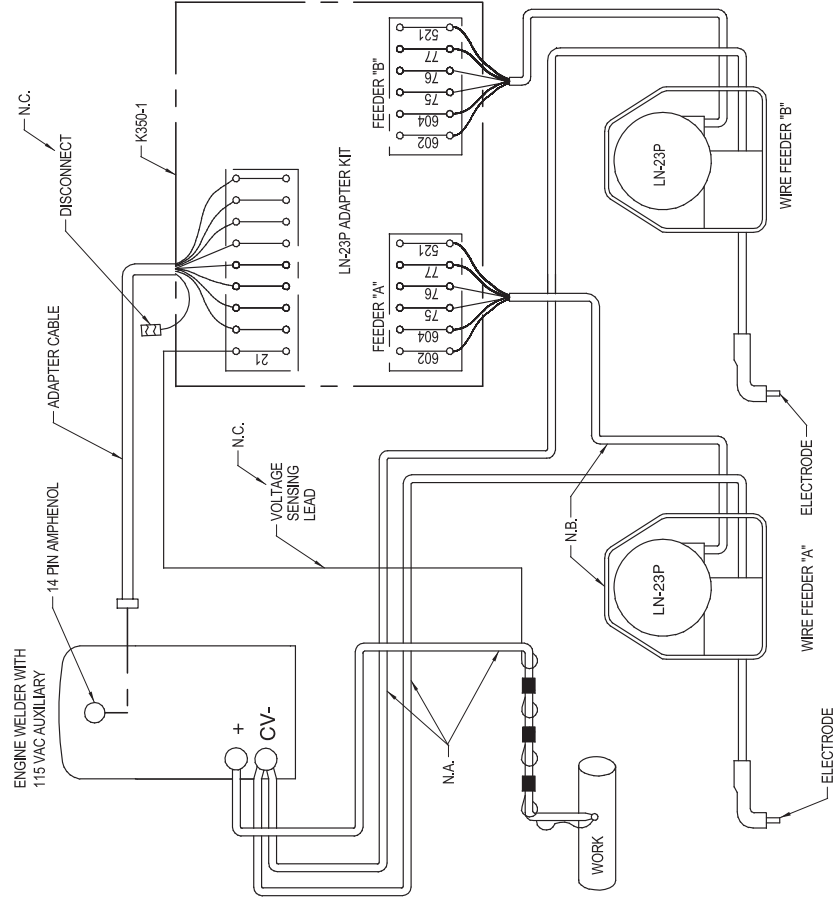 ENGINE WELDER WITH
115 VAC AUXILIARY
14 PIN AMPHENOL
ADAPTER CABLE
DISCONNECT
N.C.
K350-1
+
CV-
N.C.
VOLTAGE
SENSING
LEAD
21
LN-23P ADAPTER KIT
FEEDER "A"
602
604
75
76
77
521
FEEDER "B"
602
604
75
76
77
521
N.A.
N.B.
WORK
LN-23P
WIRE FEEDER "A"
ELECTRODE
LN-23P
WIRE FEEDER "B"
ELECTRODE